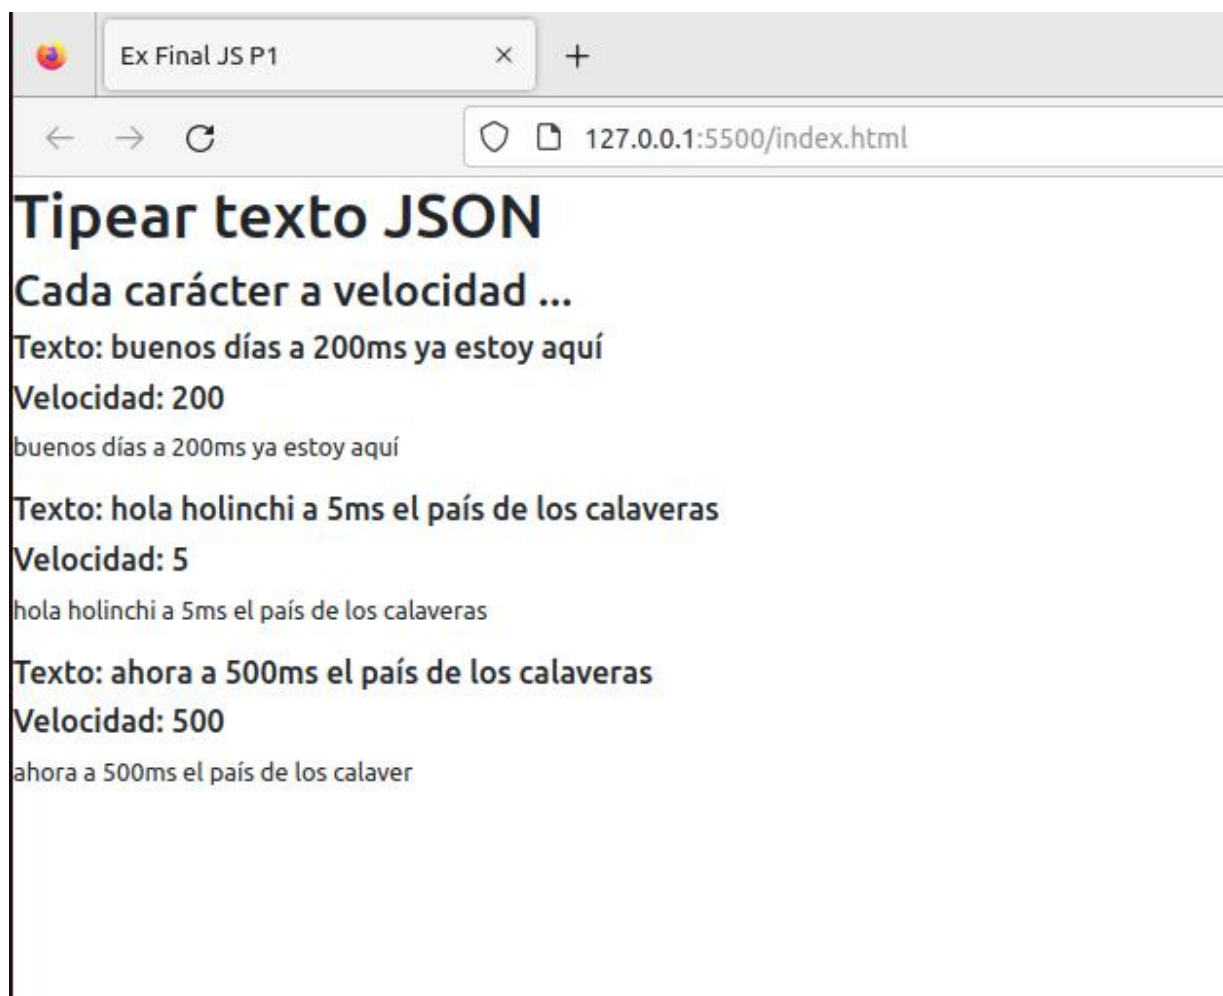 Ex Final JS P1
127.0.0.1:5500/index.html
Tipear texto JSON
Cada carácter a velocidad ...
Texto: buenos días a 200ms ya estoy aquí
Velocidad: 200
buenos días a 200ms ya estoy aquí
Texto: hola holinchi a 5ms el país de los calaveras
Velocidad: 5
hola holinchi a 5ms el país de los calaveras
Texto: ahora a 500ms el país de los calaveras
Velocidad: 500
ahora a 500ms el país de los calaver